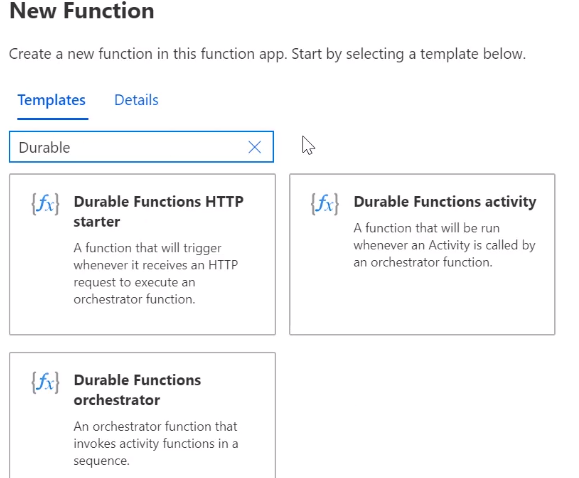 New Function
Create a new function in this function app. Start by selecting a template below.
Templates Details
Durable
{fx} Durable Functions HTTP
starter
A function that will trigger
whenever it receives an HTTP
request to execute an
orchestrator function.
{fx} Durable Functions activity
A function that will be run
whenever an Activity is called by
an orchestrator function.
{fx} Durable Functions
orchestrator
An orchestrator function that
invokes activity functions in a
sequence.